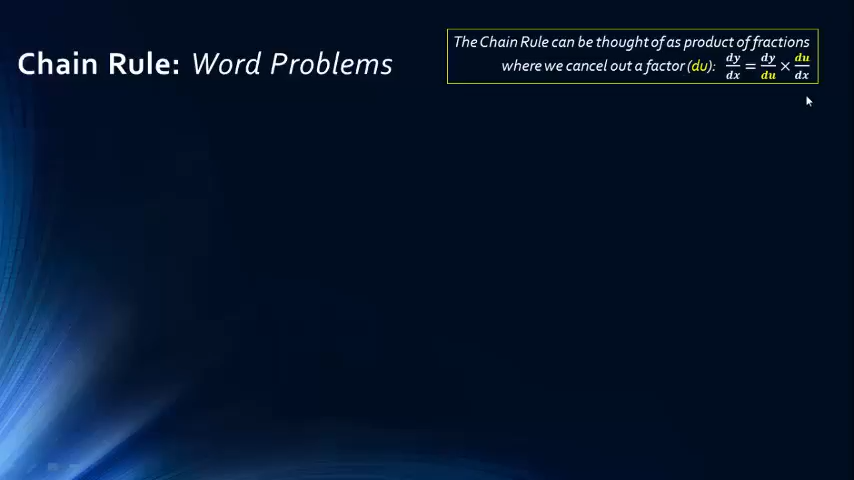 Chain Rule: Word Problems
The Chain Rule can be thought of as product of fractions
where we cancel out a factor (du): dy/dx = dy/du × du/dx